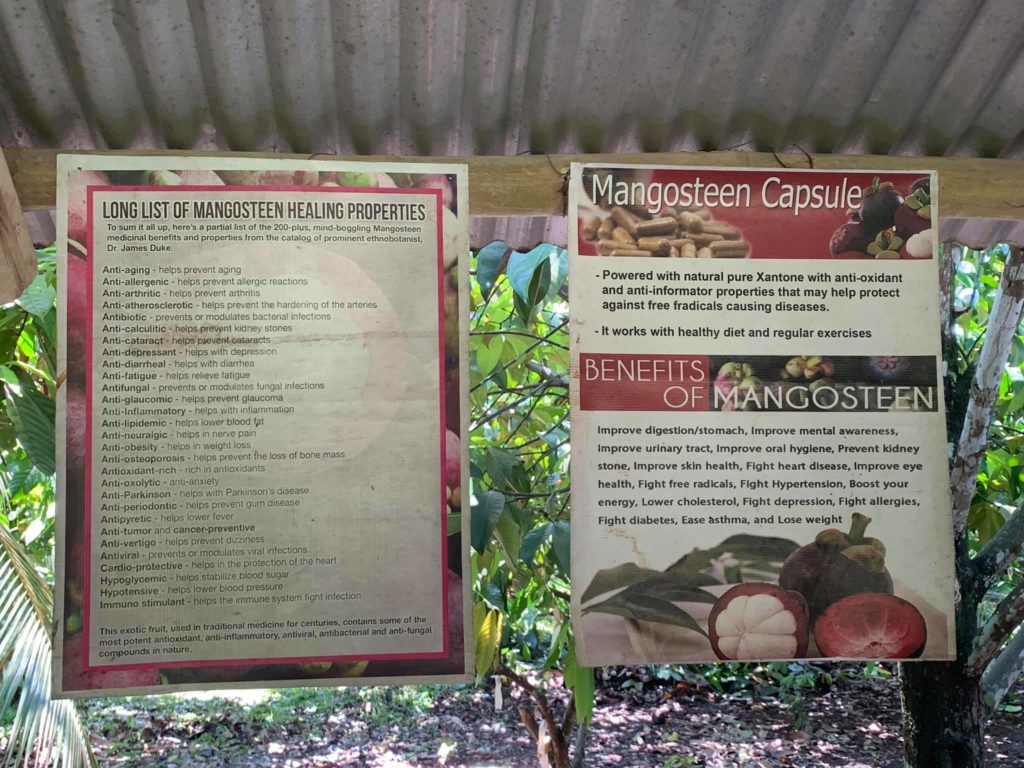 LONG LIST OF MANGOSTEEN HEALING PROPERTIES
To sum it all up, here's a partial list of the 200-plus, mind-boggling Mangosteen
medicinal benefits and properties from the catalog of prominent ethnobotanist,
Dr. James Duke.
Anti-aging - helps prevent aging
Anti-allergenic - helps prevent allergic reactions
Anti-arthritic - helps prevent arthritis
Anti-atherosclerotic - helps prevent the hardening of the arteries
Antibiotic - prevents or modulates bacterial infections
Anti-calculitic - helps prevent kidney stones
Anti-cataract - helps prevent cataracts
Anti-depressant - helps with depression
Anti-diarrheal - helps with diarrhea
Anti-fatigue - helps relieve fatigue
Antifungal - prevents or modulates fungal infections
Anti-glaucomic - helps prevent glaucoma
Anti-Inflammatory - helps with inflammation
Anti-lipidemic - helps lower blood fat
Anti-neuralgic - helps in nerve pain
Anti-obesity - helps in weight loss
Anti-osteoporosis - helps prevent the loss of bone mass
Antioxidant-rich - rich in antioxidants
Anti-oxolytic - anti-anxiety
Anti-Parkinson - helps with Parkinson's disease
Anti-periodontic - helps prevent gum disease
Antipyretic - helps lower fever
Anti-tumor and cancer-preventive
Anti-vertigo - helps prevent dizziness
Antiviral - prevents or modulates viral infections
Cardio-protective - helps in the protection of the heart
Hypoglycemic - helps stabilize blood sugar
Hypotensive - helps lower blood pressure
Immuno stimulant - helps the immune system fight infection
This exotic fruit, used in traditional medicine for centuries, contains some of the
most potent antioxidant, anti-inflammatory, antiviral, antibacterial and anti-fungal
compounds in nature.
Mangosteen Capsule
- Powered with natural pure Xantone with anti-oxidant
and anti-informator properties that may help protect
against free fradicals causing diseases.
- It works with healthy diet and regular exercises
BENEFITS
OF MANGOSTEEN
Improve digestion/stomach, Improve mental awareness,
Improve urinary tract, Improve oral hygiene, Prevent kidney
stone, Improve skin health, Fight heart disease, Improve eye
health, Fight free radicals, Fight Hypertension, Boost your
energy, Lower cholesterol, Fight depression, Fight allergies,
Fight diabetes, Ease asthma, and Lose weight